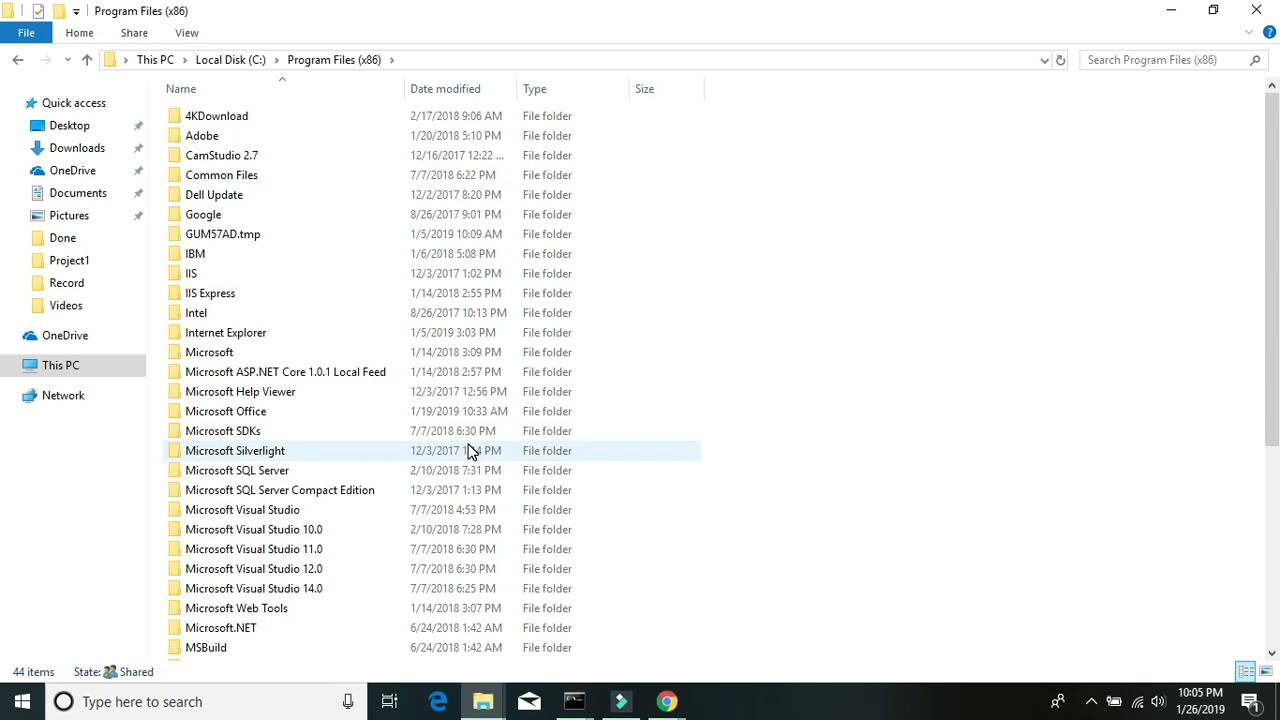 Program Files (x86)
File Home Share View
This PC Local Disk (C:) Program Files (x86) Search Program Files (x86)
Name Date modified Type Size
Quick access
Desktop
Downloads
OneDrive
Documents
Pictures
Done
Project1
Record
Videos
OneDrive
This PC
Network
4KDownload 2/17/2018 9:06 AM File folder
Adobe 1/20/2018 5:10 PM File folder
CamStudio 2.7 12/16/2017 12:22 ... File folder
Common Files 7/7/2018 6:22 PM File folder
Dell Update 12/2/2017 8:20 PM File folder
Google 8/26/2017 9:01 PM File folder
GUM57AD.tmp 1/5/2019 10:09 AM File folder
IBM 1/6/2018 5:08 PM File folder
IIS 12/3/2017 1:02 PM File folder
IIS Express 1/14/2018 2:55 PM File folder
Intel 8/26/2017 10:13 PM File folder
Internet Explorer 1/5/2019 3:03 PM File folder
Microsoft 1/14/2018 3:09 PM File folder
Microsoft ASP.NET Core 1.0.1 Local Feed 1/14/2018 2:57 PM File folder
Microsoft Help Viewer 12/3/2017 12:56 PM File folder
Microsoft Office 1/19/2019 10:33 AM File folder
Microsoft SDKs 7/7/2018 6:30 PM File folder
Microsoft Silverlight 12/3/2017 PM File folder
Microsoft SQL Server 2/10/2018 7:31 PM File folder
Microsoft SQL Server Compact Edition 12/3/2017 1:13 PM File folder
Microsoft Visual Studio 7/7/2018 4:53 PM File folder
Microsoft Visual Studio 10.0 2/10/2018 7:28 PM File folder
Microsoft Visual Studio 11.0 7/7/2018 6:30 PM File folder
Microsoft Visual Studio 12.0 7/7/2018 6:30 PM File folder
Microsoft Visual Studio 14.0 7/7/2018 6:25 PM File folder
Microsoft Web Tools 1/14/2018 3:07 PM File folder
Microsoft.NET 6/24/2018 1:42 AM File folder
MSBuild 6/24/2018 1:42 AM File folder
44 items State: Shared
Type here to search
10:05 PM
1/26/2019
1